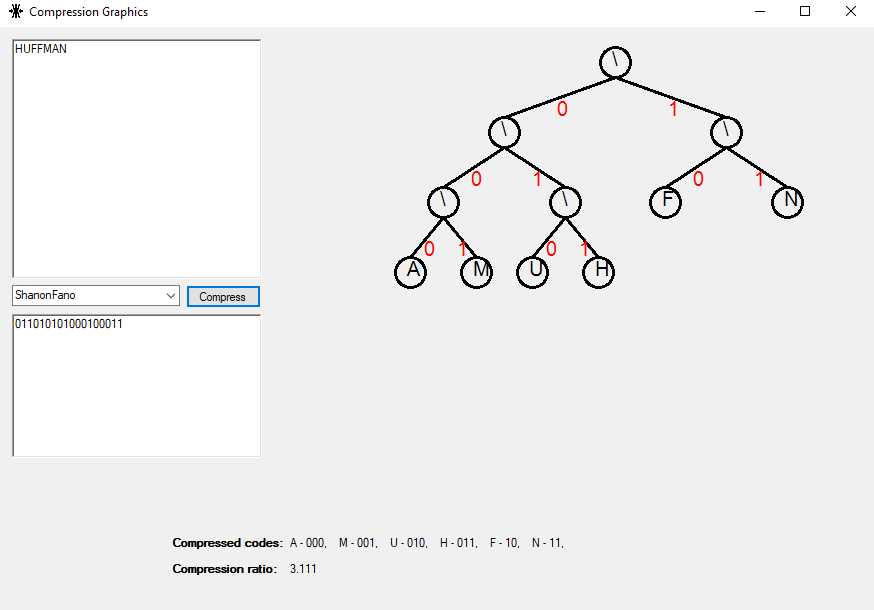 Compression Graphics
HUFFMAN
\
0 1
\ \
0 1 0 1
\ \ F N
0 1 0 1
A M U H
ShanonFano
Compress
011010101000100011
Compressed codes: A - 000, M - 001, U - 010, H - 011, F - 10, N - 11,
Compression ratio: 3.111